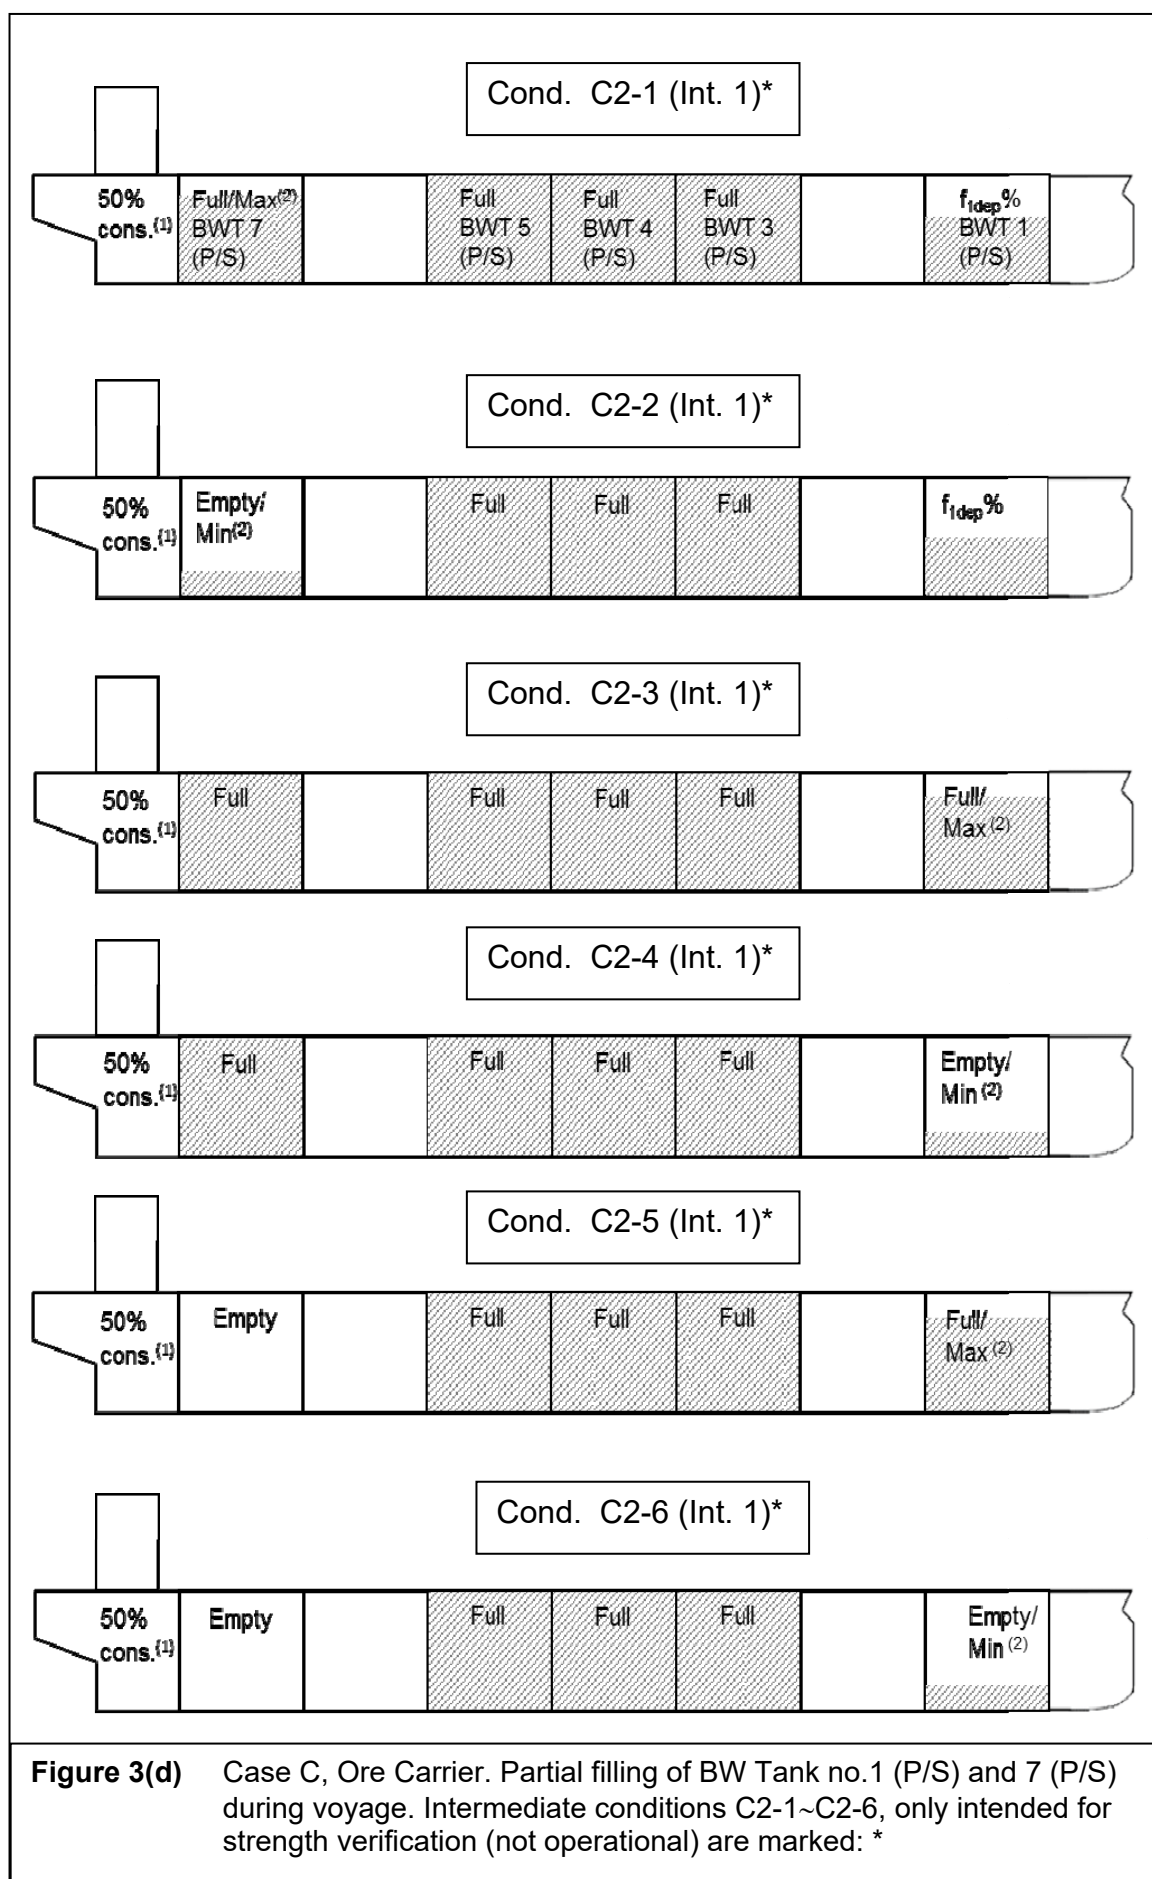 Cond. C2-1 (Int. 1)*
50% cons.(1)
Full/Max(2) BWT 7 (P/S)
Full BWT 5 (P/S)
Full BWT 4 (P/S)
Full BWT 3 (P/S)
f1dep% BWT 1 (P/S)
Cond. C2-2 (Int. 1)*
50% cons.(1)
Empty/ Min(2)
Full
Full
Full
f1dep%
Cond. C2-3 (Int. 1)*
50% cons.(1)
Full
Full
Full
Full
Full/ Max (2)
Cond. C2-4 (Int. 1)*
50% cons.(1)
Full
Full
Full
Full
Empty/ Min (2)
Cond. C2-5 (Int. 1)*
50% cons.(1)
Empty
Full
Full
Full
Full/ Max (2)
Cond. C2-6 (Int. 1)*
50% cons.(1)
Empty
Full
Full
Full
Empty/ Min (2)
Figure 3(d) Case C, Ore Carrier. Partial filling of BW Tank no.1 (P/S) and 7 (P/S)
during voyage. Intermediate conditions C2-1~C2-6, only intended for
strength verification (not operational) are marked: *